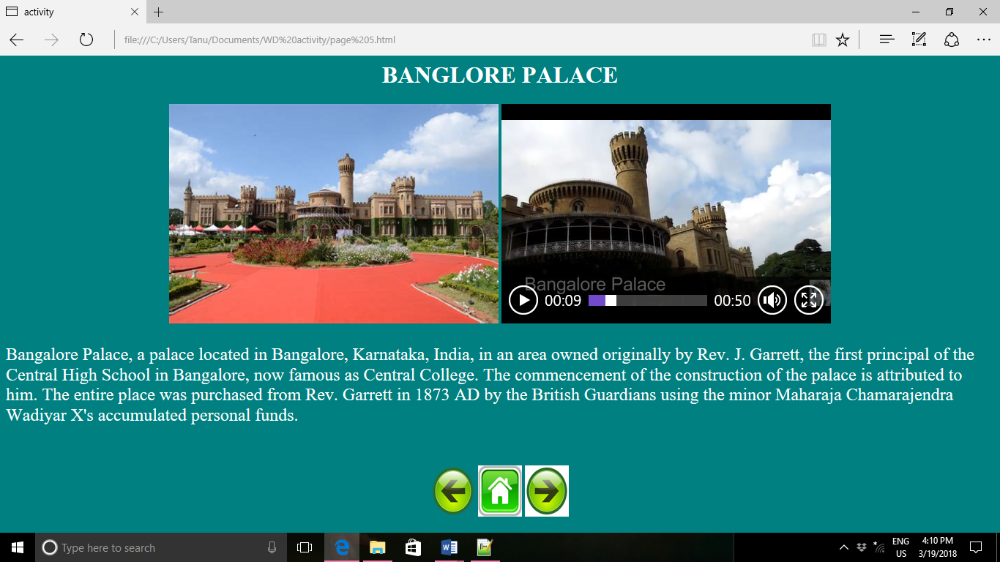 activity
file:///C:/Users/Tanu/Documents/WD%20activity/page%205.html
BANGLORE PALACE
Bangalore Palace
00:09
00:50
Bangalore Palace, a palace located in Bangalore, Karnataka, India, in an area owned originally by Rev. J. Garrett, the first principal of the
Central High School in Bangalore, now famous as Central College. The commencement of the construction of the palace is attributed to
him. The entire place was purchased from Rev. Garrett in 1873 AD by the British Guardians using the minor Maharaja Chamarajendra
Wadiyar X's accumulated personal funds.
Type here to search
ENG
US
4:10 PM
3/19/2018